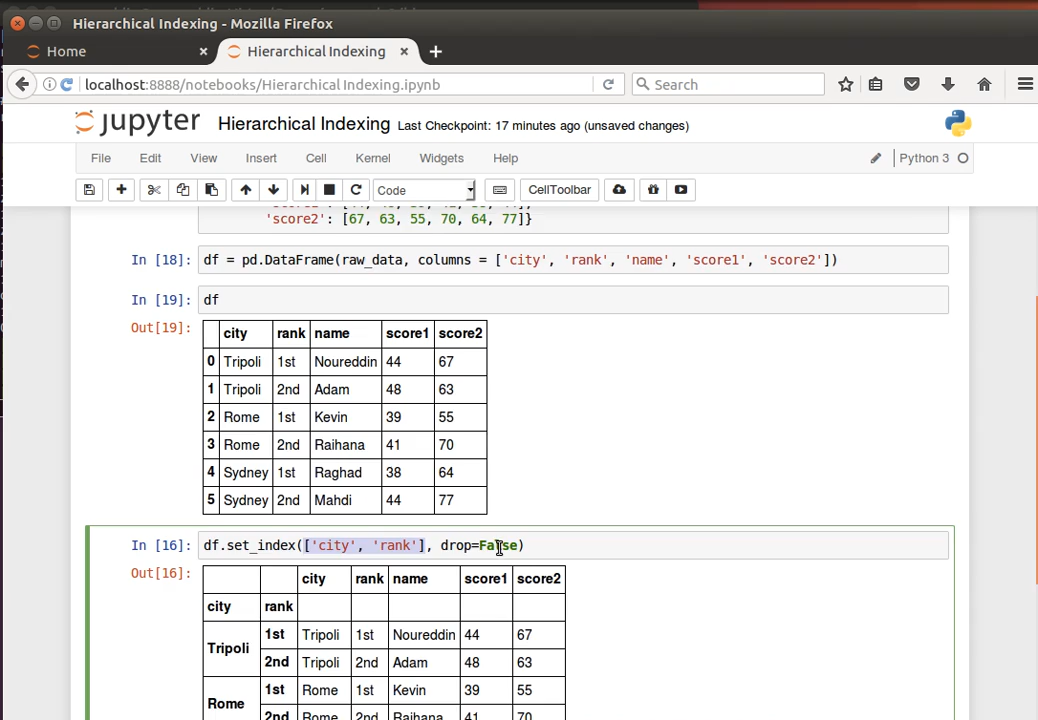 Hierarchical Indexing - Mozilla Firefox
Home
Hierarchical Indexing
localhost:8888/notebooks/Hierarchical Indexing.ipynb
Search
jupyter Hierarchical Indexing Last Checkpoint: 17 minutes ago (unsaved changes)
File Edit View Insert Cell Kernel Widgets Help Python 3
Code CellToolbar
'score2': [67, 63, 55, 70, 64, 77]}
In [18]: df = pd.DataFrame(raw_data, columns = ['city', 'rank', 'name', 'score1', 'score2'])
In [19]: df
Out[19]:
city rank name score1 score2
0 Tripoli 1st Noureddin 44 67
1 Tripoli 2nd Adam 48 63
2 Rome 1st Kevin 39 55
3 Rome 2nd Raihana 41 70
4 Sydney 1st Raghad 38 64
5 Sydney 2nd Mahdi 44 77
In [16]: df.set_index(['city', 'rank'], drop=False)
Out[16]:
city rank name score1 score2
city rank
Tripoli 1st Tripoli 1st Noureddin 44 67
2nd Tripoli 2nd Adam 48 63
Rome 1st Rome 1st Kevin 39 55
2nd Rome 2nd Raihana 41 70